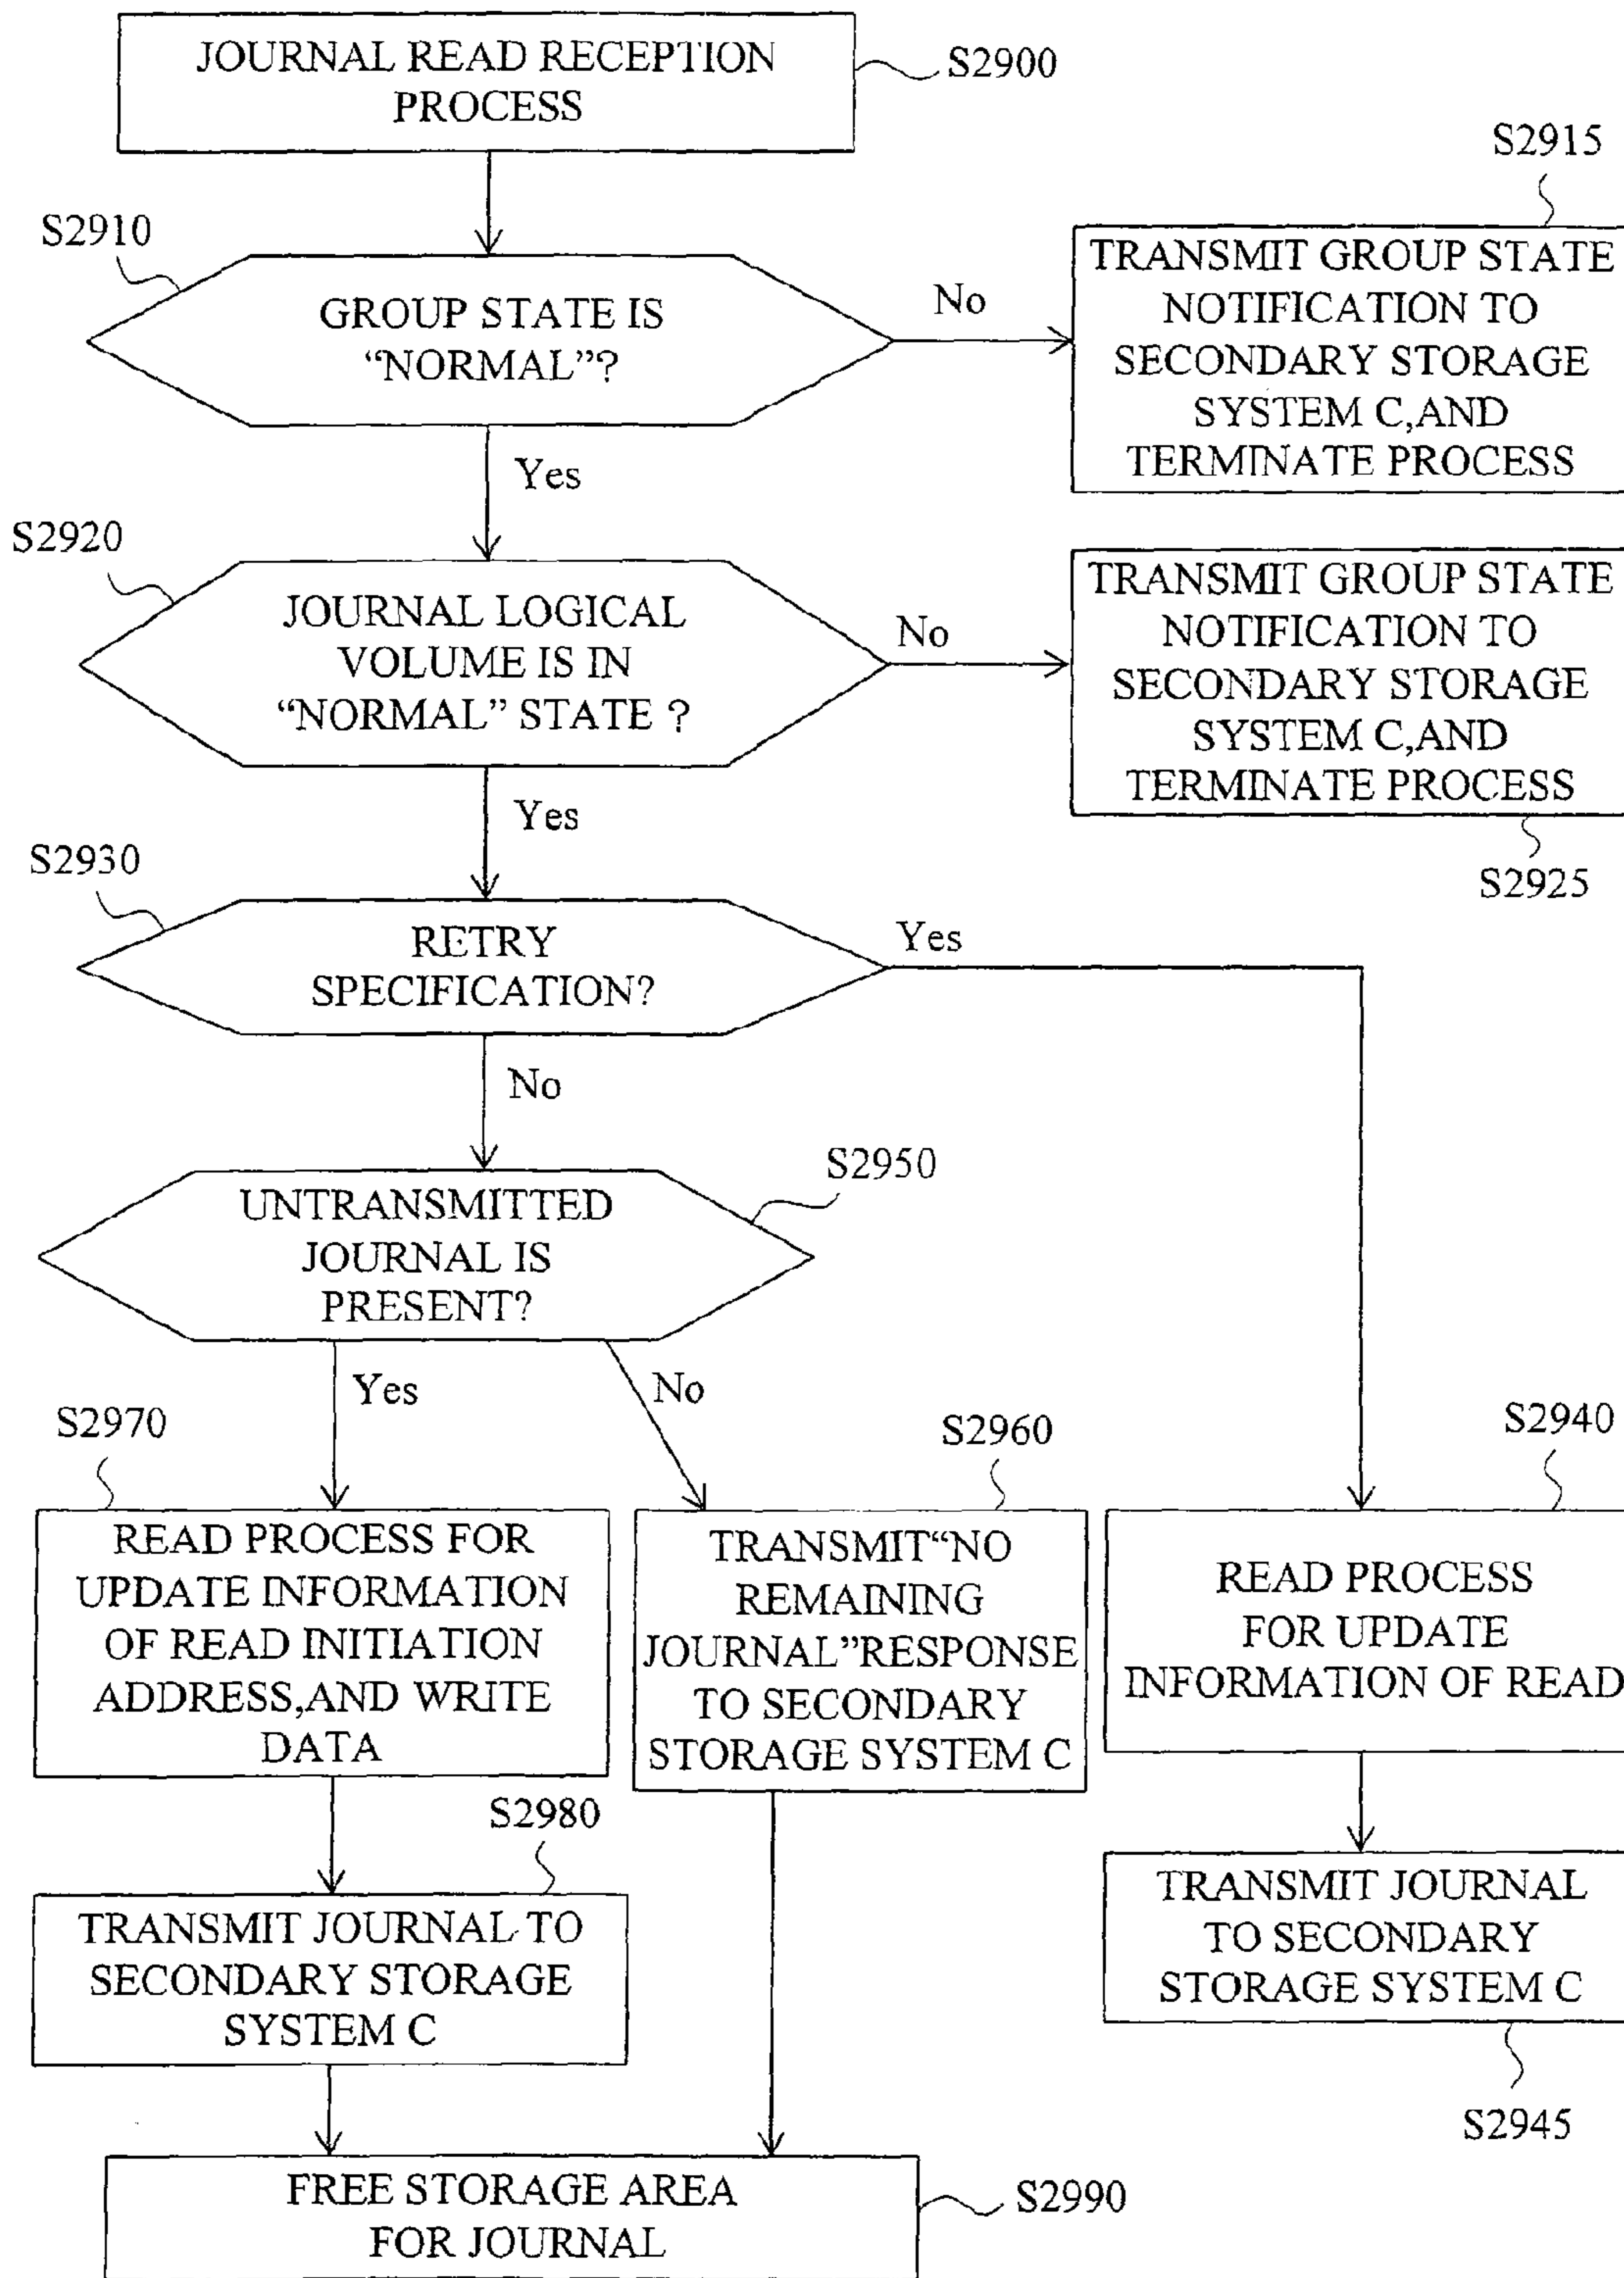 JOURNAL READ RECEPTION
PROCESS
S2900
S2915
S2910
GROUP STATE IS
“NORMAL”?
No
TRANSMIT GROUP STATE
NOTIFICATION TO
SECONDARY STORAGE
SYSTEM C,AND
TERMINATE PROCESS
Yes
S2920
JOURNAL LOGICAL
VOLUME IS IN
“NORMAL” STATE ?
No
TRANSMIT GROUP STATE
NOTIFICATION TO
SECONDARY STORAGE
SYSTEM C,AND
TERMINATE PROCESS
S2925
Yes
S2930
RETRY
SPECIFICATION?
Yes
No
S2950
UNTRANSMITTED
JOURNAL IS
PRESENT?
Yes
No
S2970
S2960
S2940
READ PROCESS FOR
UPDATE INFORMATION
OF READ INITIATION
ADDRESS,AND WRITE
DATA
TRANSMIT“NO
REMAINING
JOURNAL”RESPONSE
TO SECONDARY
STORAGE SYSTEM C
READ PROCESS
FOR UPDATE
INFORMATION OF READ
S2980
TRANSMIT JOURNAL TO
SECONDARY STORAGE
SYSTEM C
TRANSMIT JOURNAL
TO SECONDARY
STORAGE SYSTEM C
S2945
FREE STORAGE AREA
FOR JOURNAL
S2990